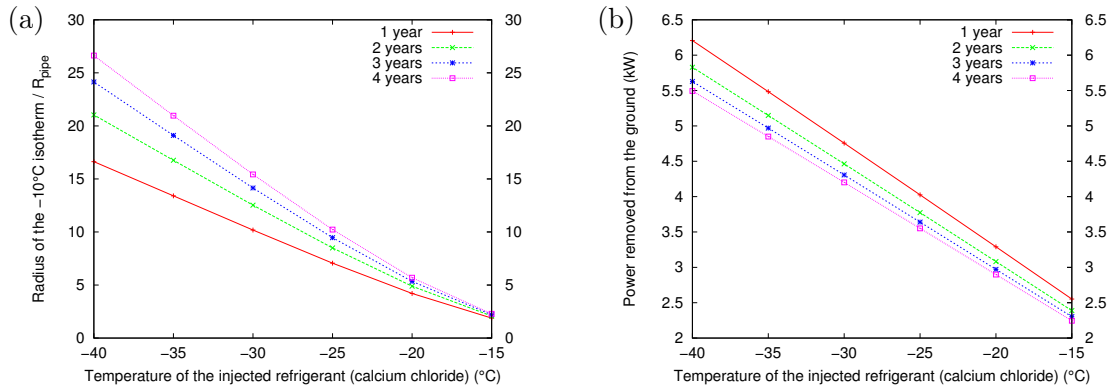 (a)
30
25
20
15
10
5
0
Radius of the −10°C isotherm / R_pipe
1 year
2 years
3 years
4 years
30
25
20
15
10
5
0
−40 −35 −30 −25 −20 −15
Temperature of the injected refrigerant (calcium chloride) (°C)
(b)
6.5
6
5.5
5
4.5
4
3.5
3
2.5
2
Power removed from the ground (kW)
1 year
2 years
3 years
4 years
6.5
6
5.5
5
4.5
4
3.5
3
2.5
2
−40 −35 −30 −25 −20 −15
Temperature of the injected refrigerant (calcium chloride) (°C)